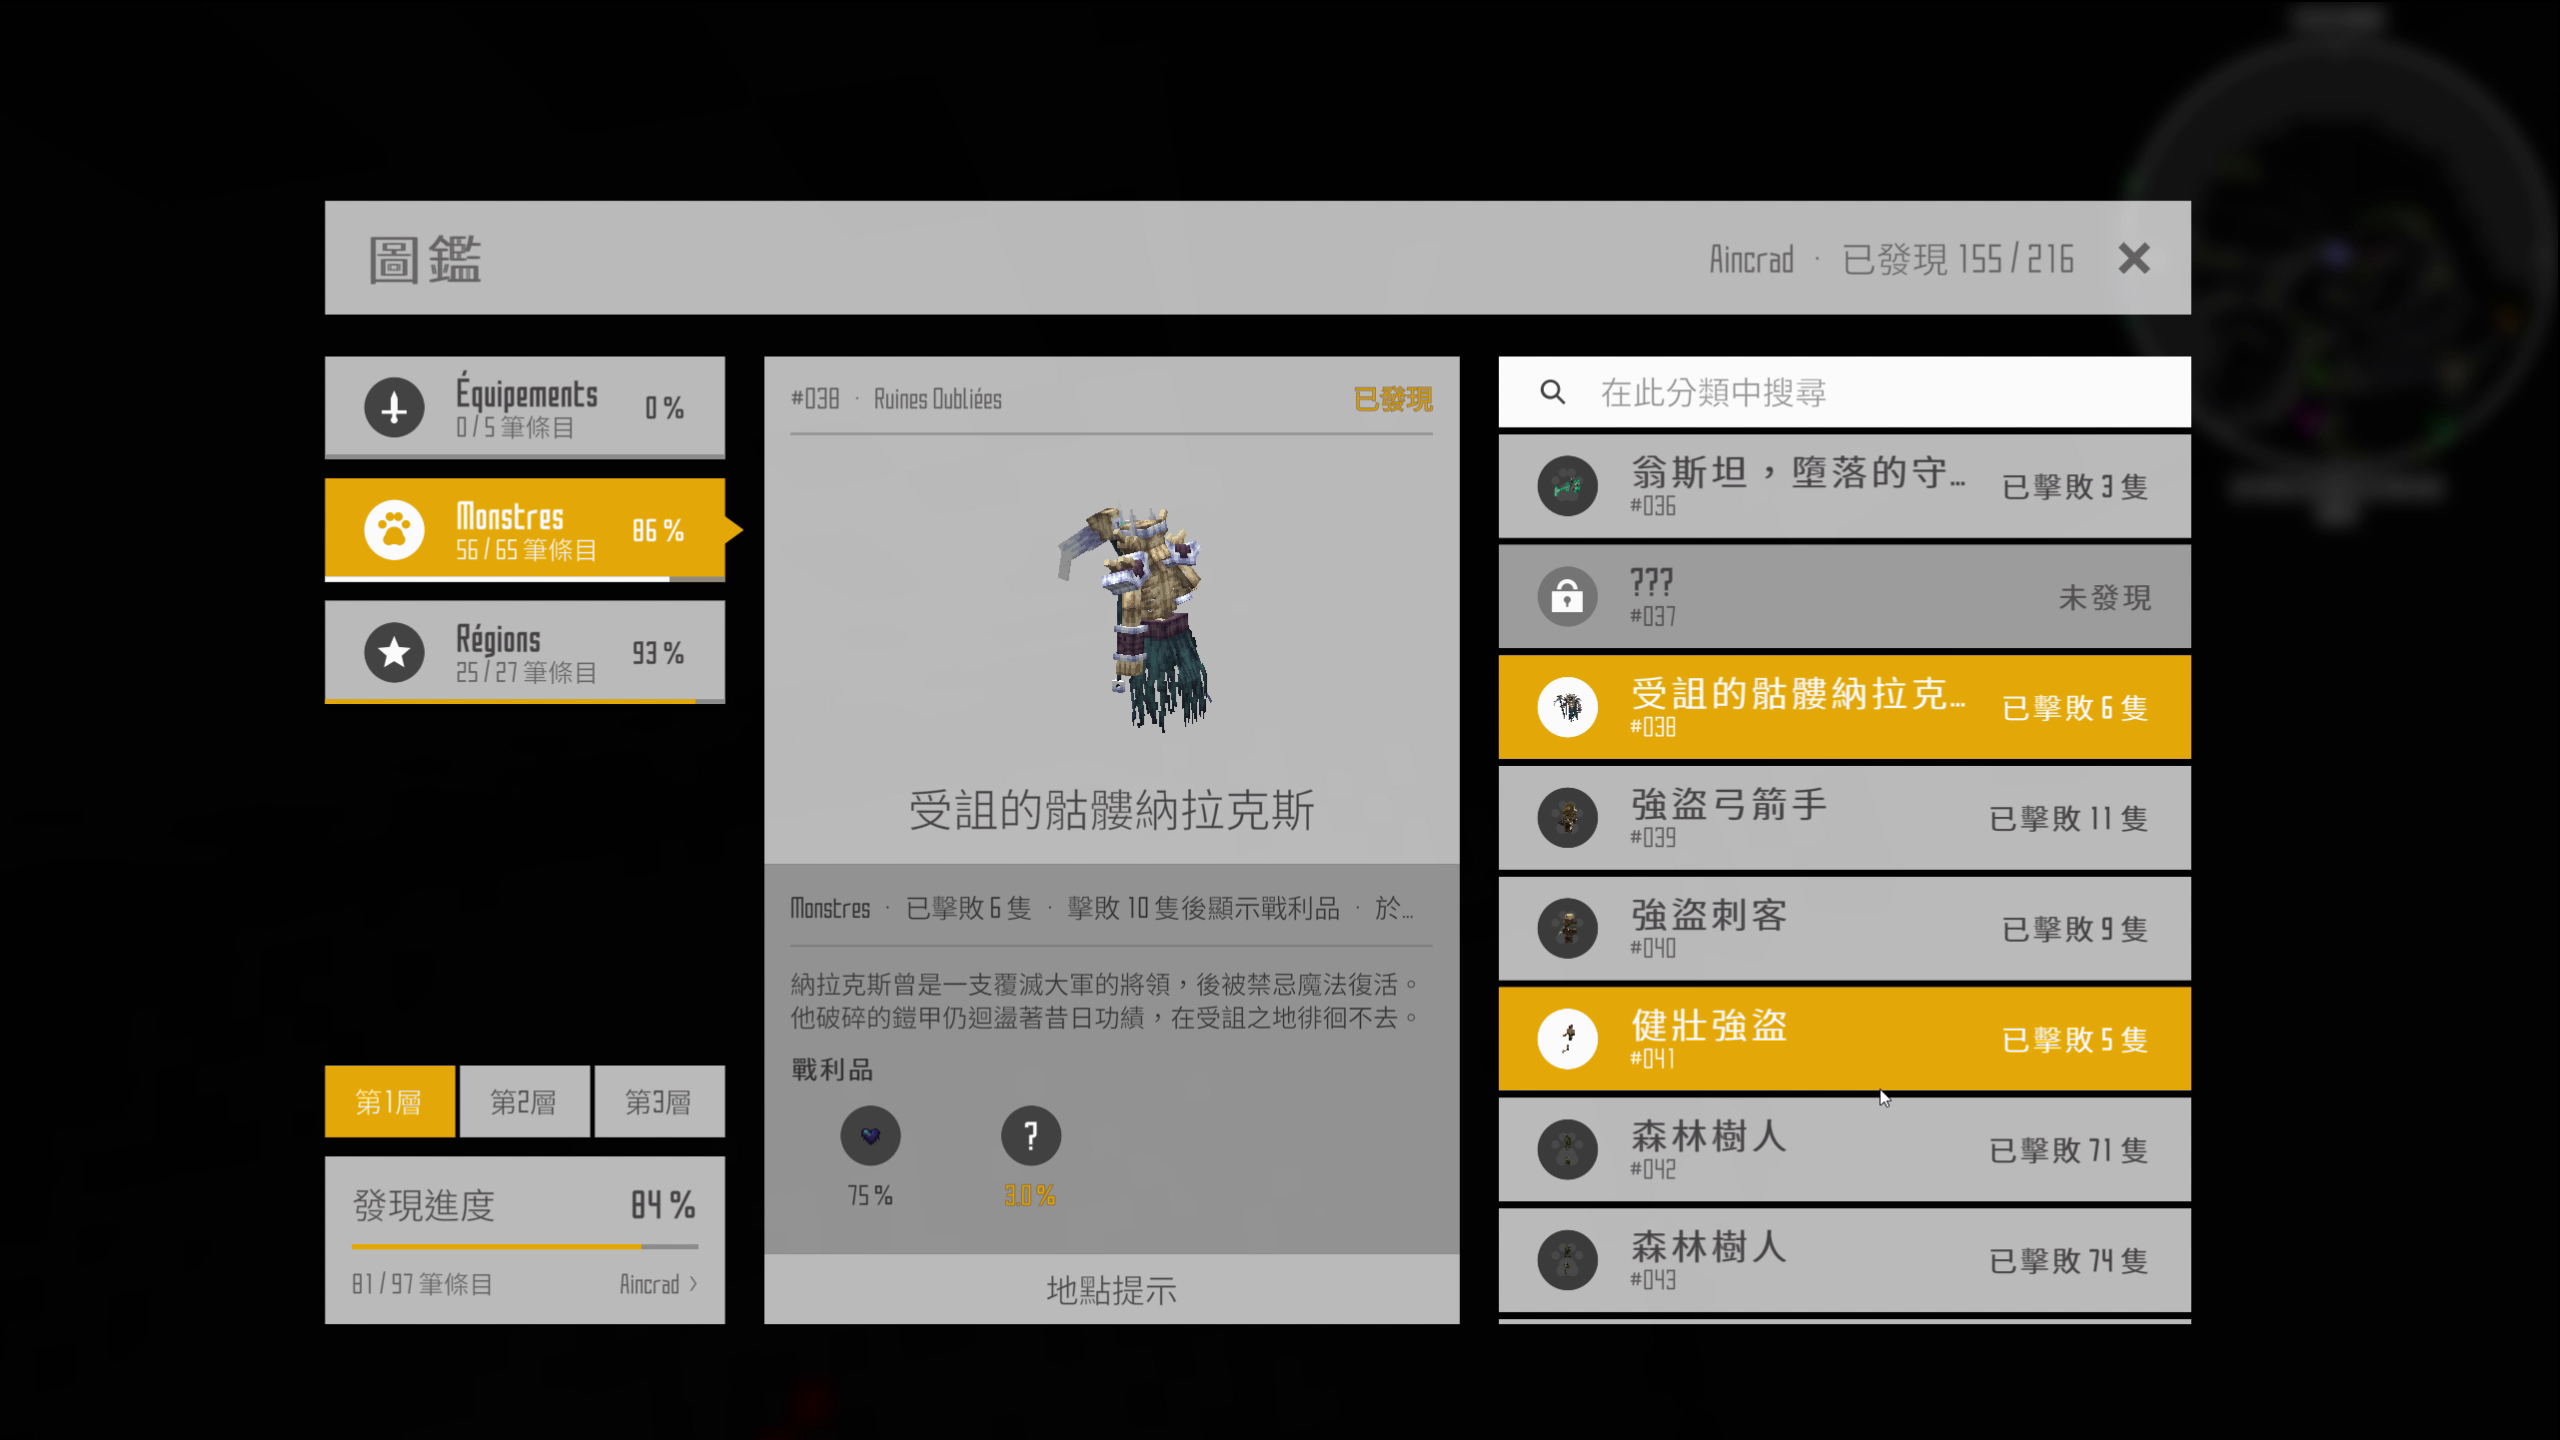 圖鑑
Aincrad · 已發現 155 / 216
Équipements
0 / 5 筆條目
0 %
Monstres
56 / 65 筆條目
86 %
Régions
25 / 27 筆條目
93 %
第1層
第2層
第3層
發現進度
84 %
81 / 97 筆條目
Aincrad >
#038 · Ruines Oubliées
已發現
受詛的骷髏納拉克斯
Monstres · 已擊敗 6 隻 · 擊敗 10 隻後顯示戰利品 · 於...
納拉克斯曾是一支覆滅大軍的將領，後被禁忌魔法復活。
他破碎的鎧甲仍迴盪著昔日功績，在受詛之地徘徊不去。
戰利品
?
75 %
3.0 %
地點提示
在此分類中搜尋
翁斯坦，墮落的守...
#036
已擊敗 3 隻
???
#037
未發現
受詛的骷髏納拉克...
#038
已擊敗 6 隻
強盜弓箭手
#039
已擊敗 11 隻
強盜刺客
#040
已擊敗 9 隻
健壯強盜
#041
已擊敗 5 隻
森林樹人
#042
已擊敗 71 隻
森林樹人
#043
已擊敗 74 隻